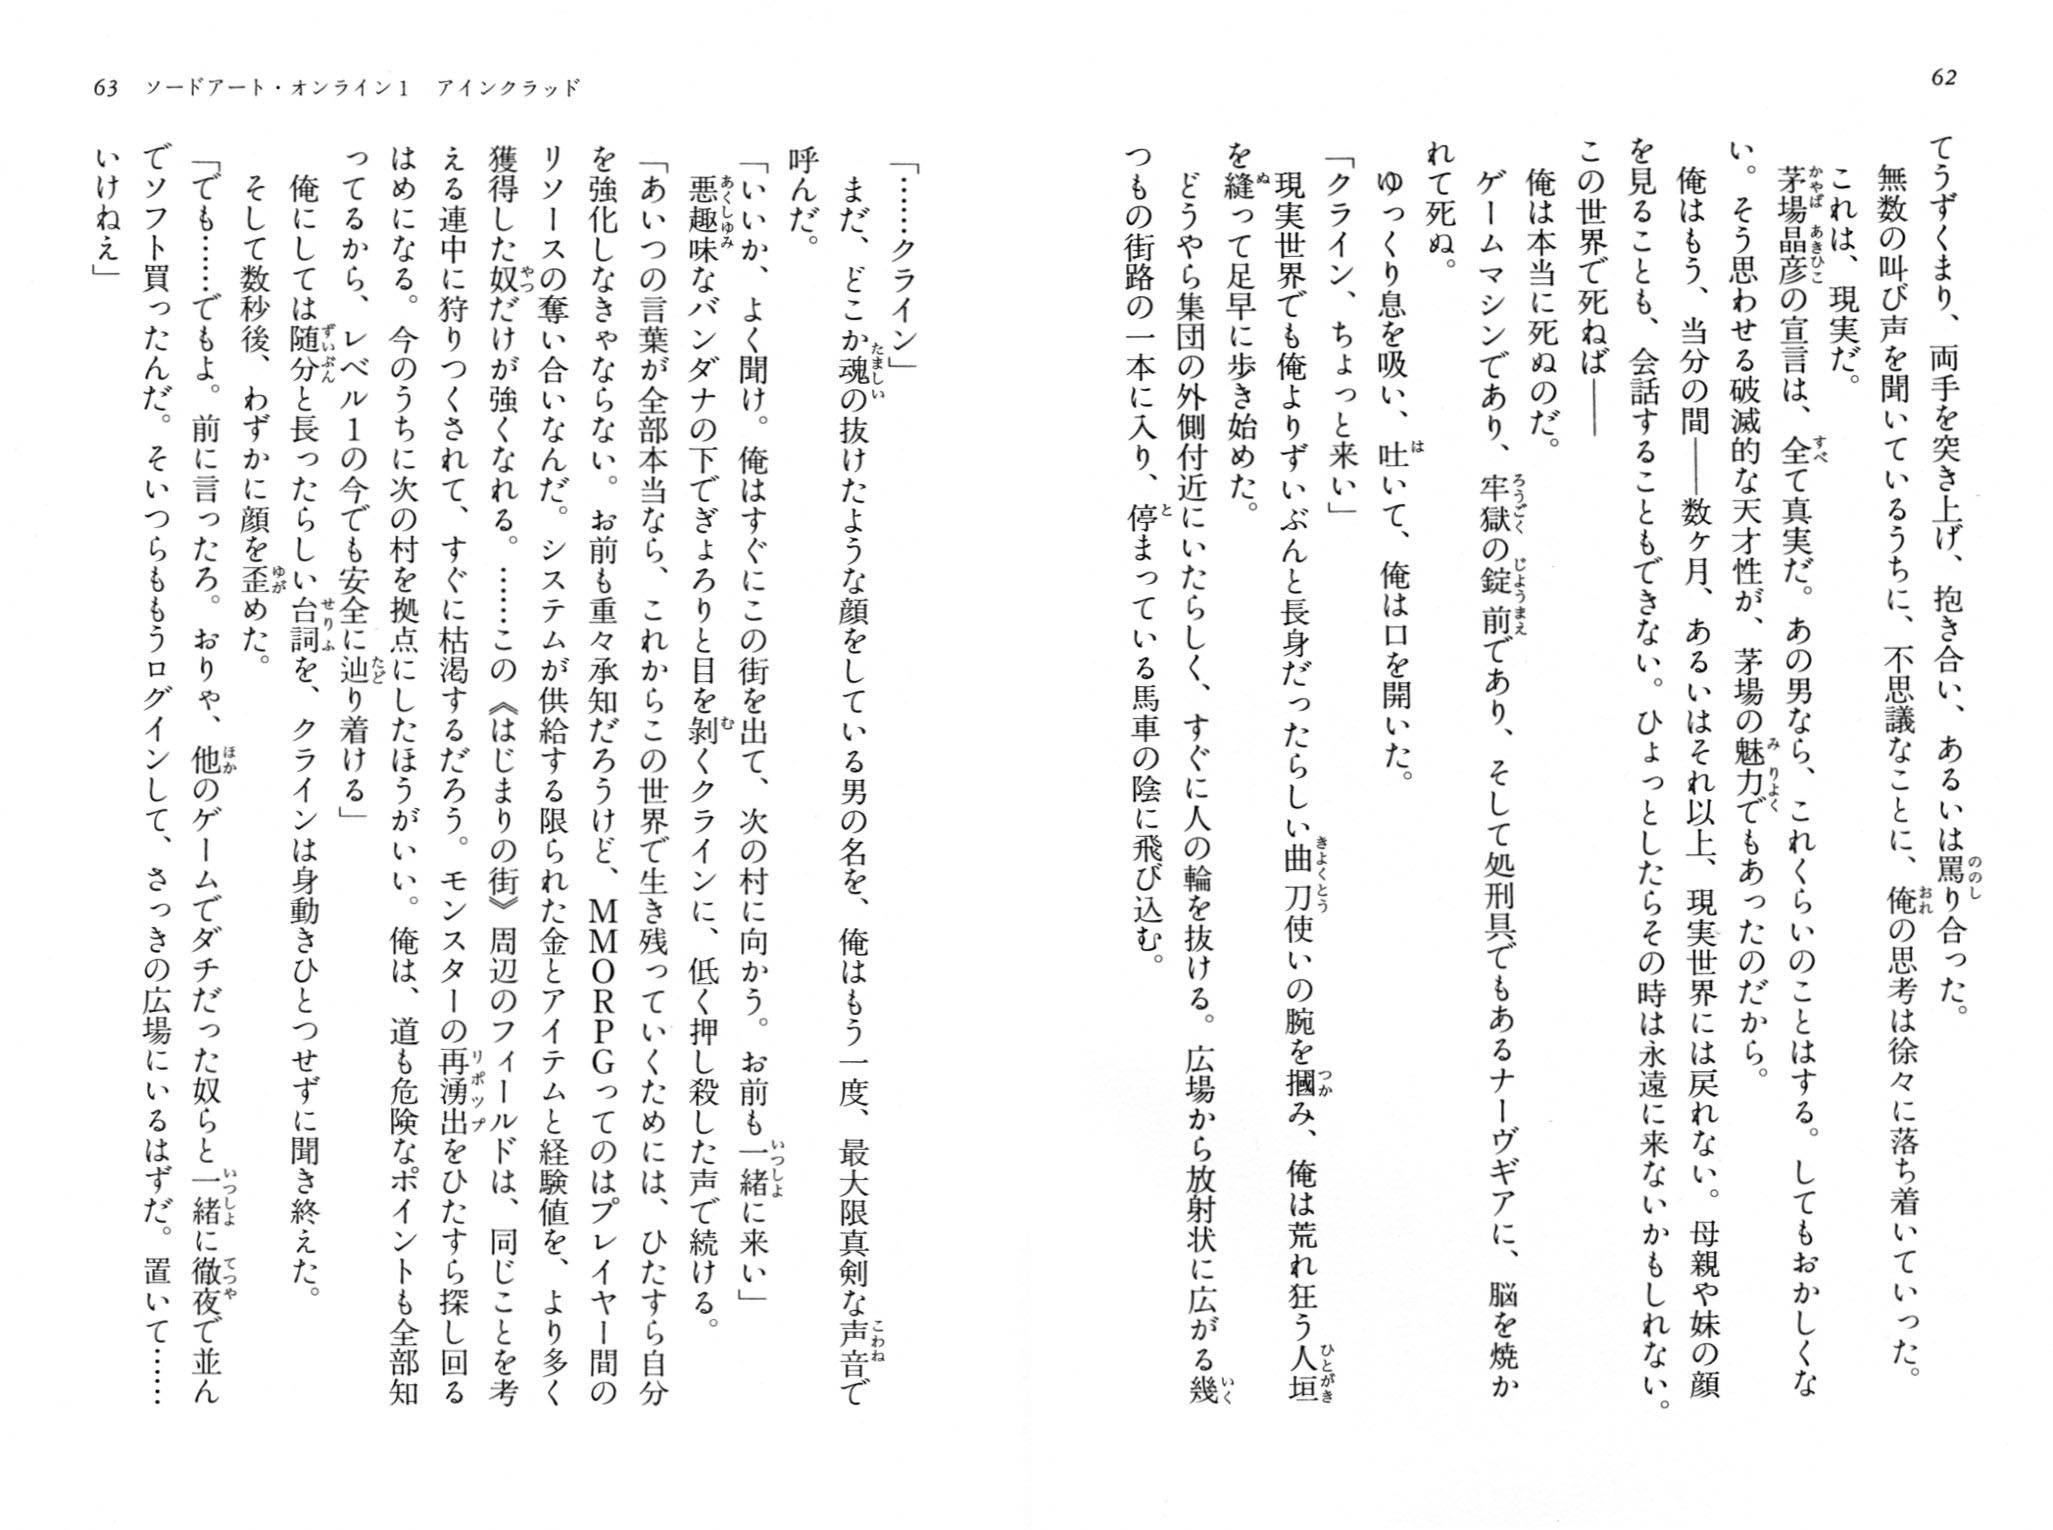 62
てうずくまり、両手を突き上げ、抱き合い、あるいは罵り合った。
無数の叫び声を聞いているうちに、不思議なことに、俺の思考は徐々に落ち着いていった。
これは、現実だ。
茅場晶彦の宣言は、全て真実だ。あの男なら、これくらいのことはする。してもおかしくな
い。そう思わせる破滅的な天才性が、茅場の魅力でもあったのだから。
俺はもう、当分の間――数ヶ月、あるいはそれ以上、現実世界には戻れない。母親や妹の顔
を見ることも、会話することもできない。ひょっとしたらその時は永遠に来ないかもしれない。
この世界で死ねば――
俺は本当に死ぬのだ。
ゲームマシンであり、牢獄の錠前であり、そして処刑具でもあるナーヴギアに、脳を焼か
れて死ぬ。
ゆっくり息を吸い、吐いて、俺は口を開いた。
「クライン、ちょっと来い」
現実世界でも俺よりずいぶんと長身だったらしい曲刀使いの腕を摑み、俺は荒れ狂う人垣
を縫って足早に歩き始めた。
どうやら集団の外側付近にいたらしく、すぐに人の輪を抜ける。広場から放射状に広がる幾
つもの街路の一本に入り、停まっている馬車の陰に飛び込む。
63 ソードアート・オンライン1 アインクラッド
「……クライン」
まだ、どこか魂の抜けたような顔をしている男の名を、俺はもう一度、最大限真剣な声音で
呼んだ。
「いいか、よく聞け。俺はすぐにこの街を出て、次の村に向かう。お前も一緒に来い」
悪趣味なバンダナの下でぎょろりと目を剝くクラインに、低く押し殺した声で続ける。
「あいつの言葉が全部本当なら、これからこの世界で生き残っていくためには、ひたすら自分
を強化しなきゃならない。お前も重々承知だろうけど、MMORPGってのはプレイヤー間の
リソースの奪い合いなんだ。システムが供給する限られた金とアイテムと経験値を、より多く
獲得した奴だけが強くなれる。……この《はじまりの街》周辺のフィールドは、同じことを考
える連中に狩りつくされて、すぐに枯渇するだろう。モンスターの再湧出をひたすら探し回る
はめになる。今のうちに次の村を拠点にしたほうがいい。俺は、道も危険なポイントも全部知
ってるから、レベル1の今でも安全に辿り着ける」
俺にしては随分と長ったらしい台詞を、クラインは身動きひとつせずに聞き終えた。
そして数秒後、わずかに顔を歪めた。
「でも……でもよ。前に言ったろ。おりゃ、他のゲームでダチだった奴らと一緒に徹夜で並ん
でソフト買ったんだ。そいつらももうログインして、さっきの広場にいるはずだ。置いて……
いけねえ」